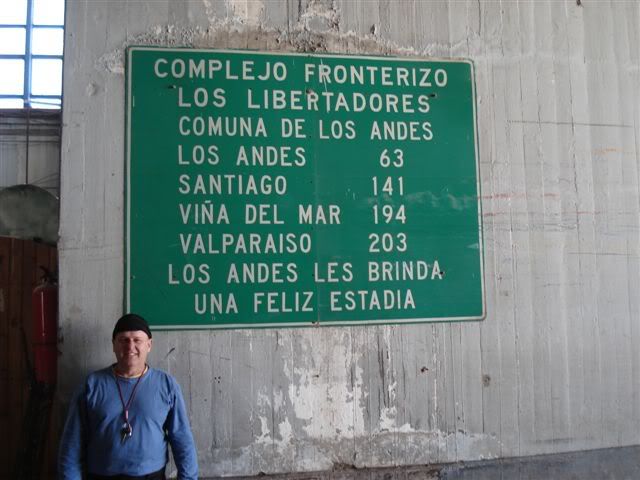 COMPLEJO FRONTERIZO
LOS LIBERTADORES
COMUNA DE LOS ANDES
LOS ANDES 63
SANTIAGO 141
VIÑA DEL MAR 194
VALPARAISO 203
LOS ANDES LES BRINDA
UNA FELIZ ESTADIA